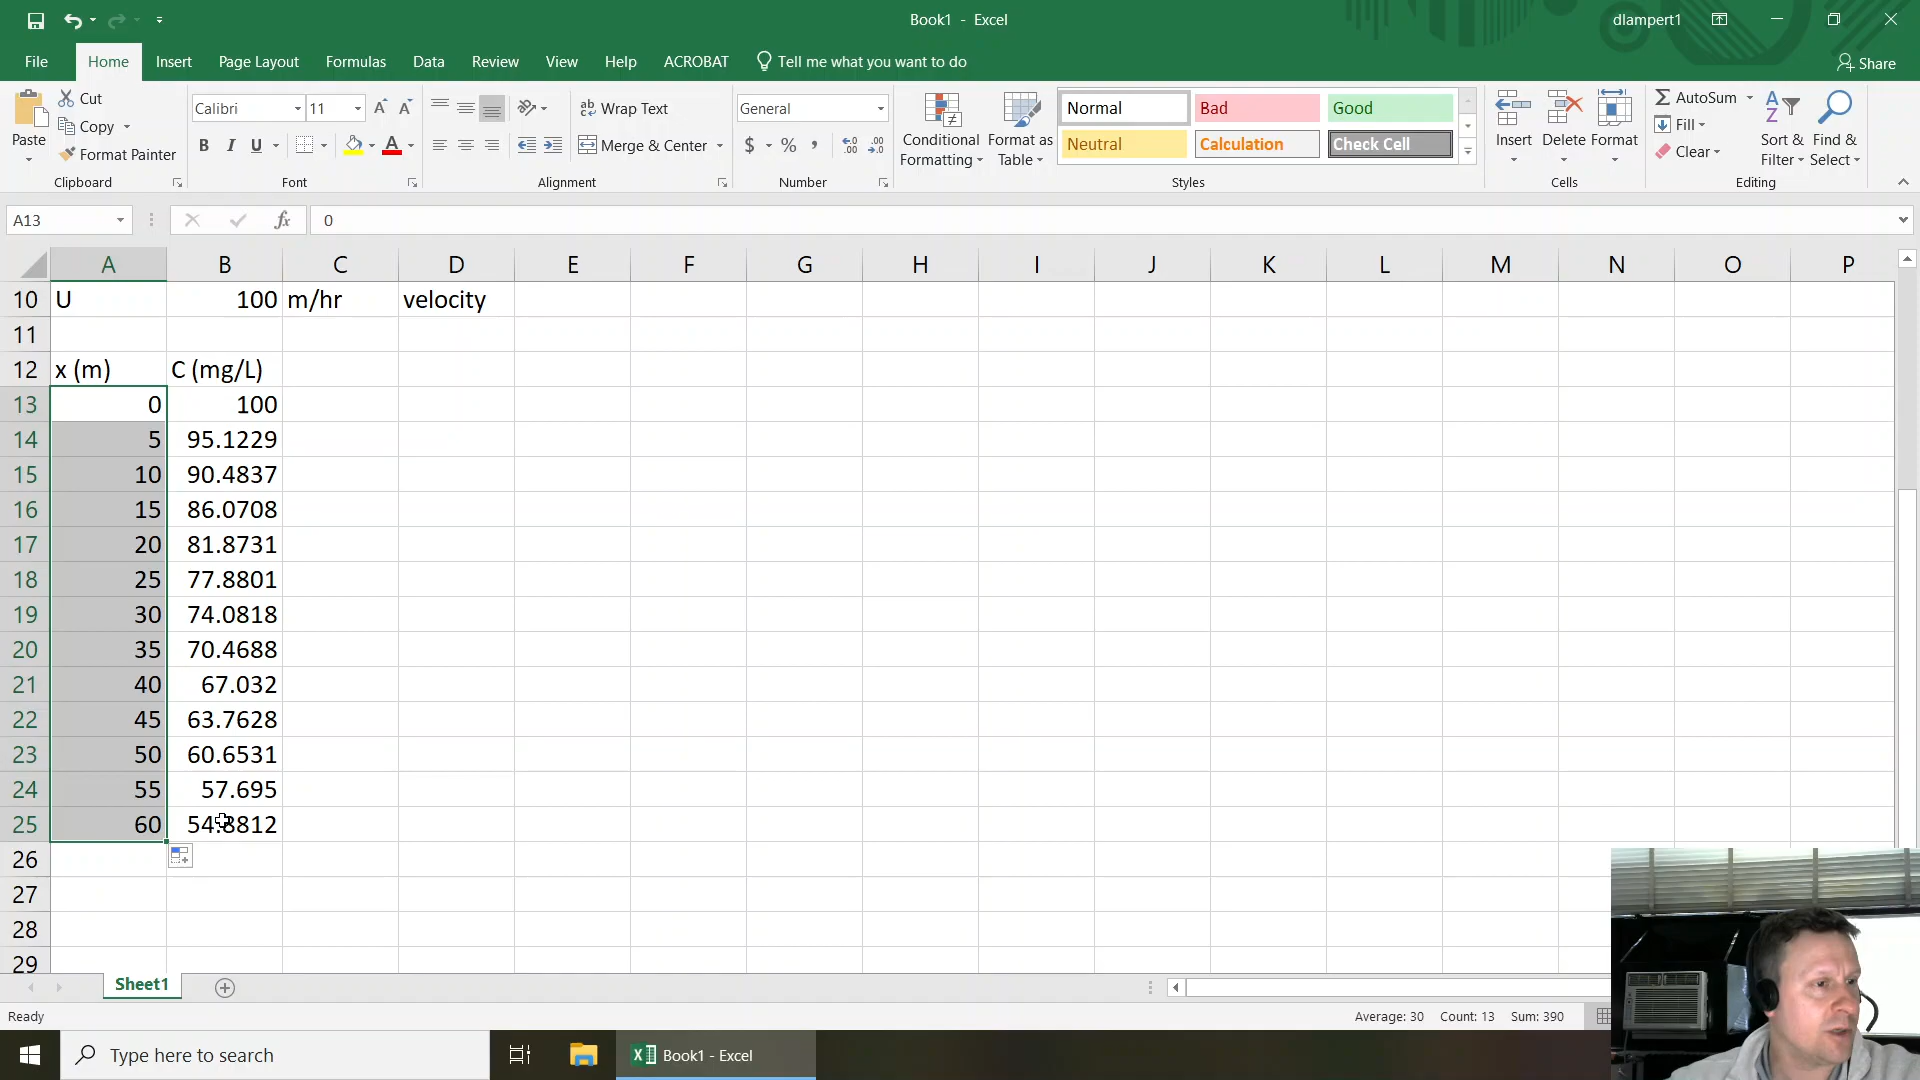 Book1 - Excel
dlampert1
File Home Insert Page Layout Formulas Data Review View Help ACROBAT Tell me what you want to do
Share
Paste
Cut
Copy
Format Painter
Clipboard
Calibri 11
B I U
Font
Wrap Text
Merge & Center
Alignment
General
$ % ,
Number
Conditional Formatting
Format as Table
Normal Bad Good
Neutral Calculation Check Cell
Styles
Insert Delete Format
Cells
AutoSum
Fill
Clear
Sort & Filter
Find & Select
Editing
A13 fx 0
A B C D E F G H I J K L M N O P
10 U 100 m/hr velocity
11
12 x (m) C (mg/L)
13 0 100
14 5 95.1229
15 10 90.4837
16 15 86.0708
17 20 81.8731
18 25 77.8801
19 30 74.0818
20 35 70.4688
21 40 67.032
22 45 63.7628
23 50 60.6531
24 55 57.695
25 60 54.8812
26
27
28
29
Sheet1
Ready
Average: 30 Count: 13 Sum: 390
Type here to search
Book1 - Excel